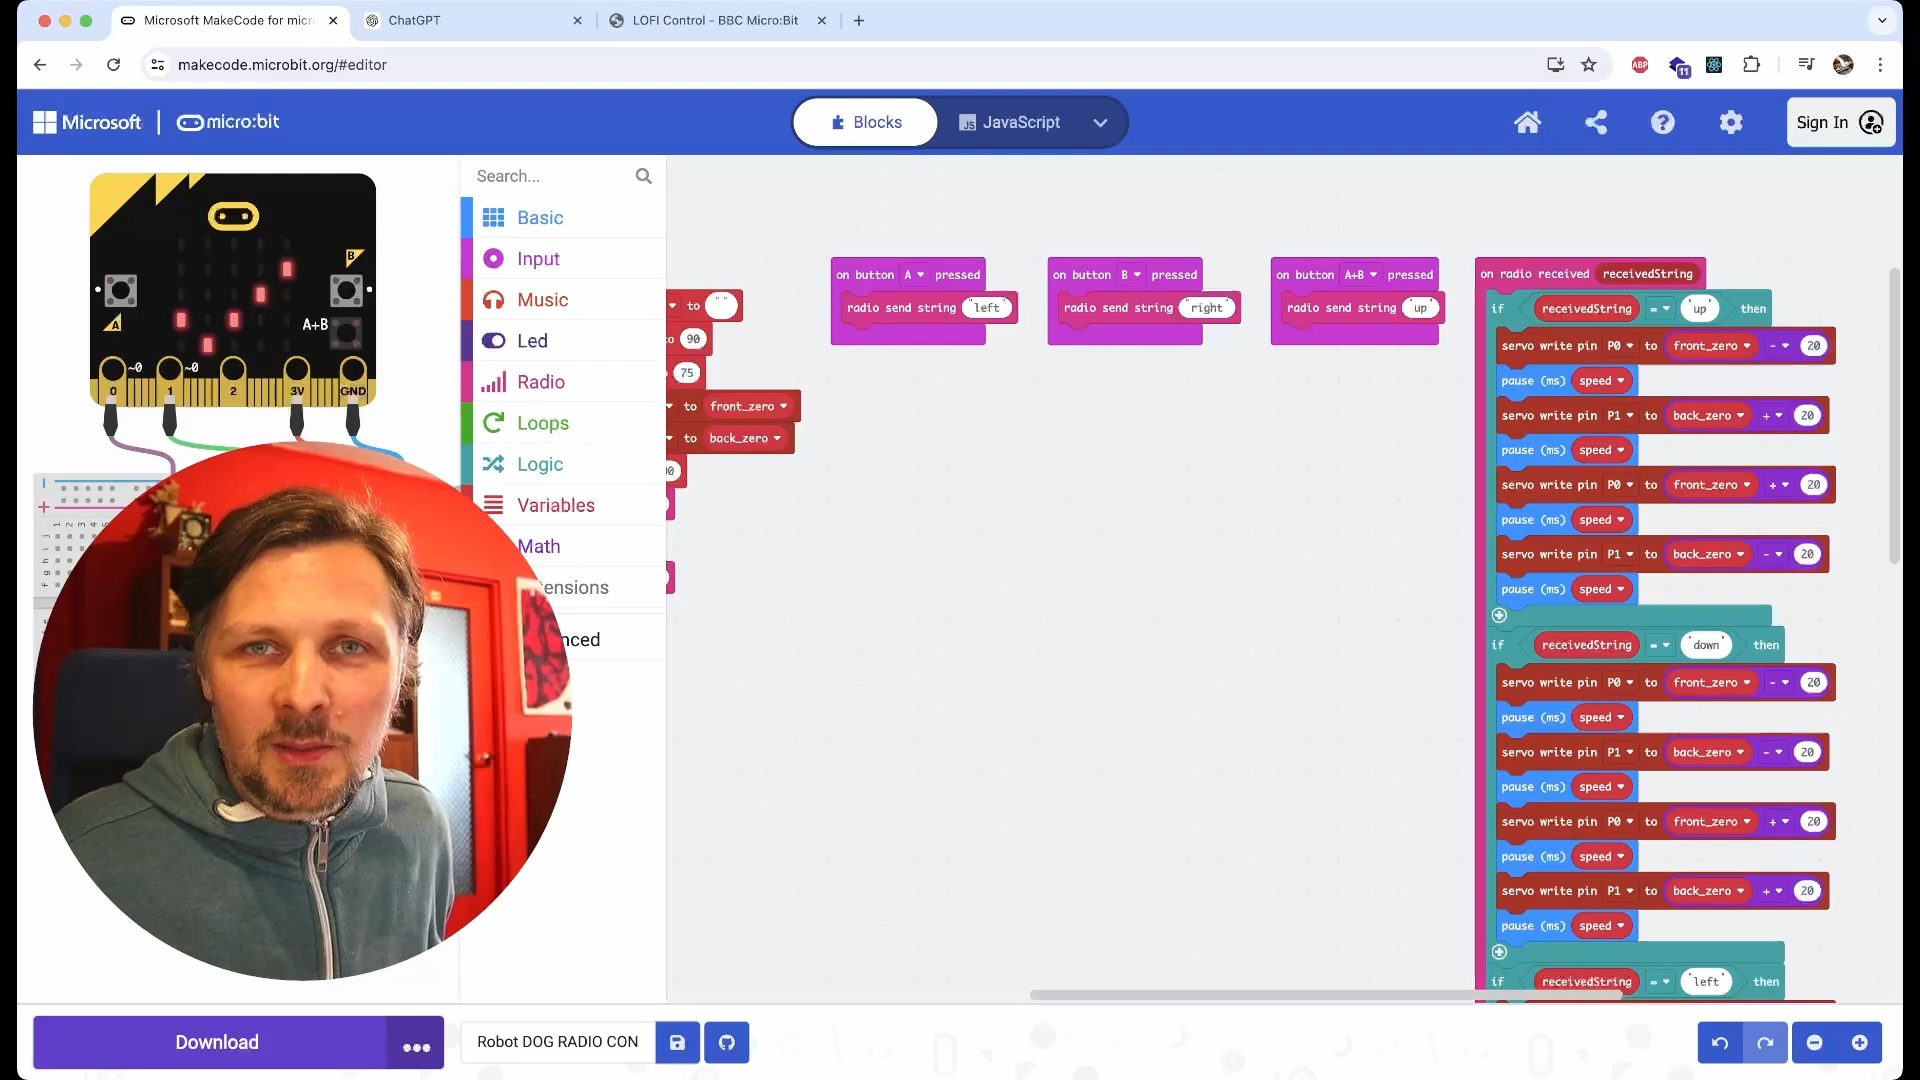 Microsoft MakeCode for micr
ChatGPT
LOFI Control - BBC Micro:Bit
makecode.microbit.org/#editor
ABP
11
Microsoft
micro:bit
Blocks
JS JavaScript
Sign In
Search...
Basic
Input
Music
Led
Radio
Loops
Logic
Variables
Math
ensions
nced
B
A
A+B
~0
~0
0 1 2 3V GND
to " "
90
75
to front_zero
to back_zero
on button A pressed
radio send string "left"
on button B pressed
radio send string "right"
on button A+B pressed
radio send string "up"
on radio received receivedString
if receivedString = "up" then
servo write pin P0 to front_zero - 20
pause (ms) speed
servo write pin P1 to back_zero + 20
pause (ms) speed
servo write pin P0 to front_zero + 20
pause (ms) speed
servo write pin P1 to back_zero - 20
pause (ms) speed
if receivedString = "down" then
servo write pin P0 to front_zero - 20
pause (ms) speed
servo write pin P1 to back_zero - 20
pause (ms) speed
servo write pin P0 to front_zero + 20
pause (ms) speed
servo write pin P1 to back_zero + 20
pause (ms) speed
if receivedString = "left" then
Download
Robot DOG RADIO CON